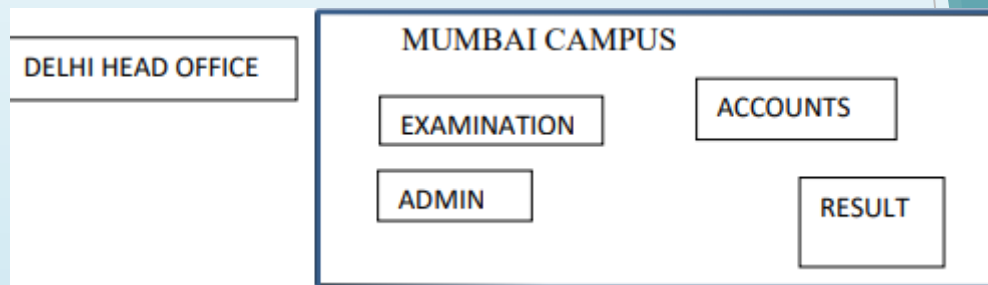 MUMBAI CAMPUS
DELHI HEAD OFFICE
EXAMINATION
ACCOUNTS
ADMIN
RESULT